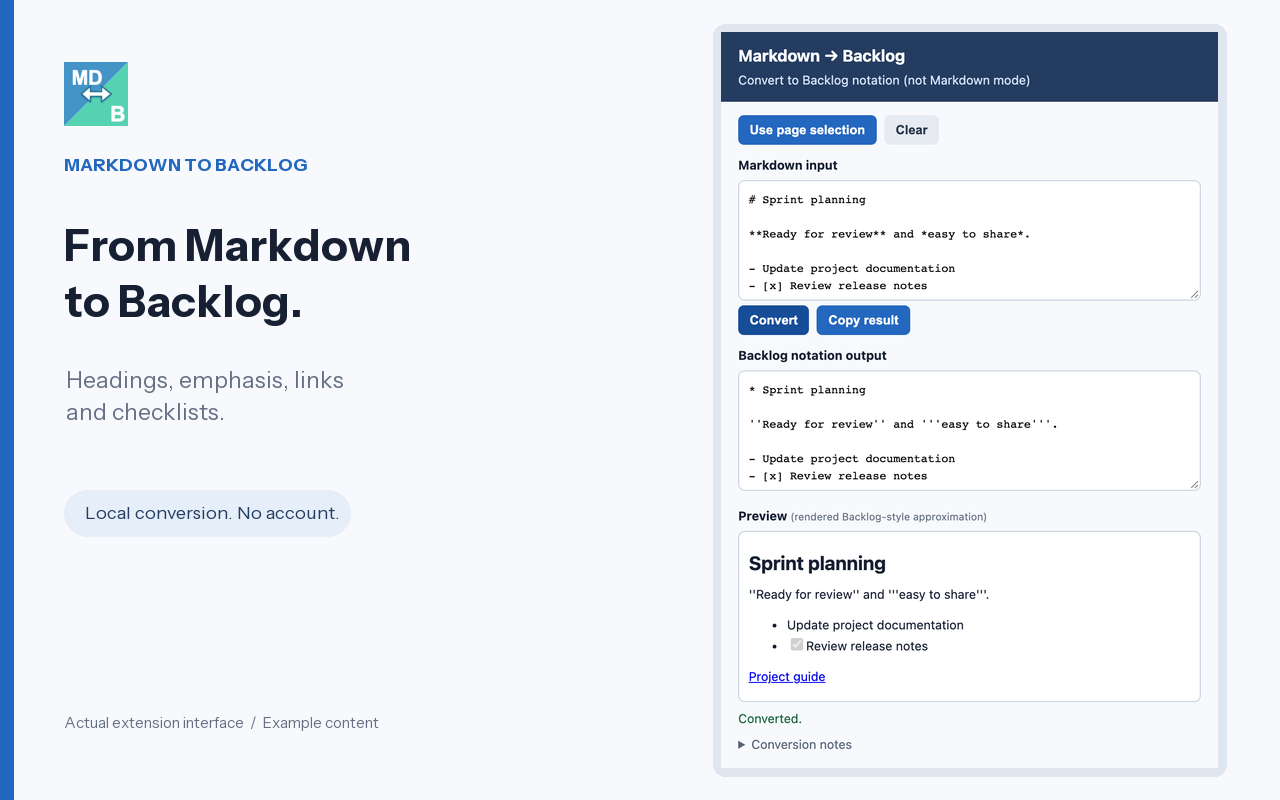 MD
B
MARKDOWN TO BACKLOG
From Markdown
to Backlog.
Headings, emphasis, links
and checklists.
Local conversion. No account.
Actual extension interface / Example content
Markdown → Backlog
Convert to Backlog notation (not Markdown mode)
Use page selection Clear
Markdown input
# Sprint planning
**Ready for review** and *easy to share*.
- Update project documentation
- [x] Review release notes
Convert Copy result
Backlog notation output
* Sprint planning
''Ready for review'' and '''easy to share'''.
- Update project documentation
- [x] Review release notes
Preview (rendered Backlog-style approximation)
Sprint planning
''Ready for review'' and '''easy to share'''.
• Update project documentation
• Review release notes
Project guide
Converted.
▶ Conversion notes